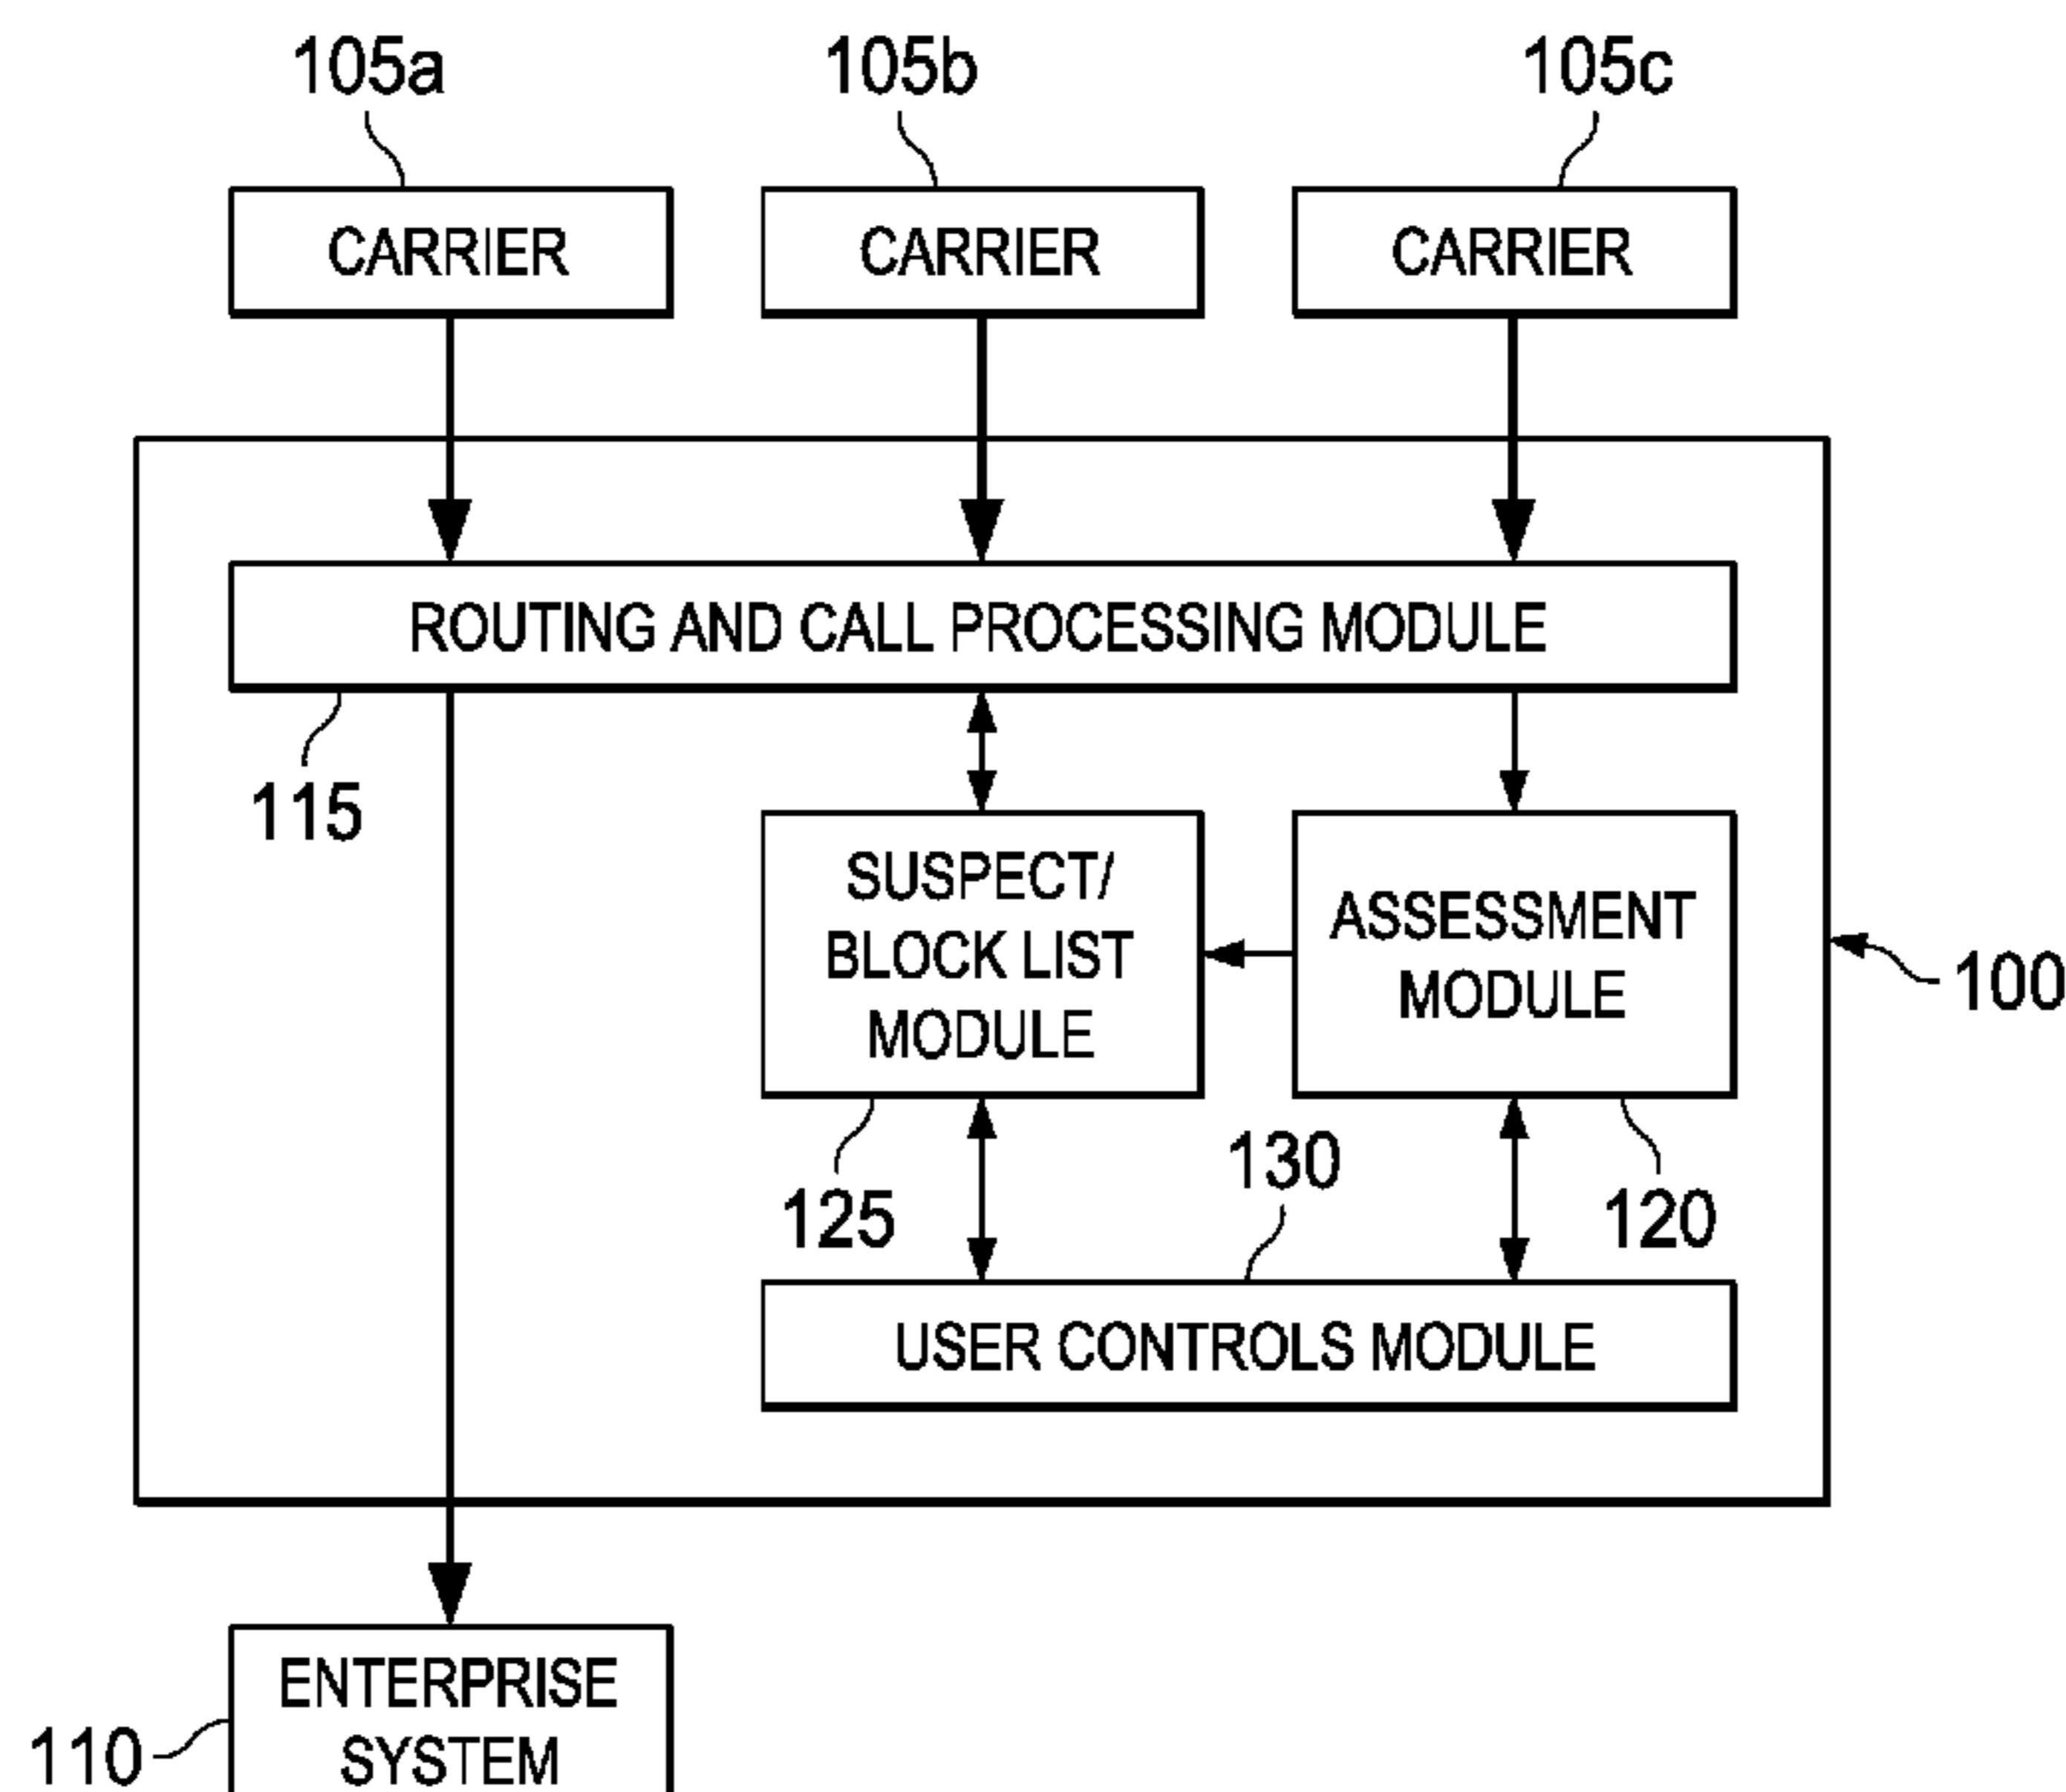 105a
105b
105c
CARRIER
CARRIER
CARRIER
ROUTING AND CALL PROCESSING MODULE
115
SUSPECT/
BLOCK LIST
MODULE
ASSESSMENT
MODULE
100
125
130
120
USER CONTROLS MODULE
ENTERPRISE
SYSTEM
110